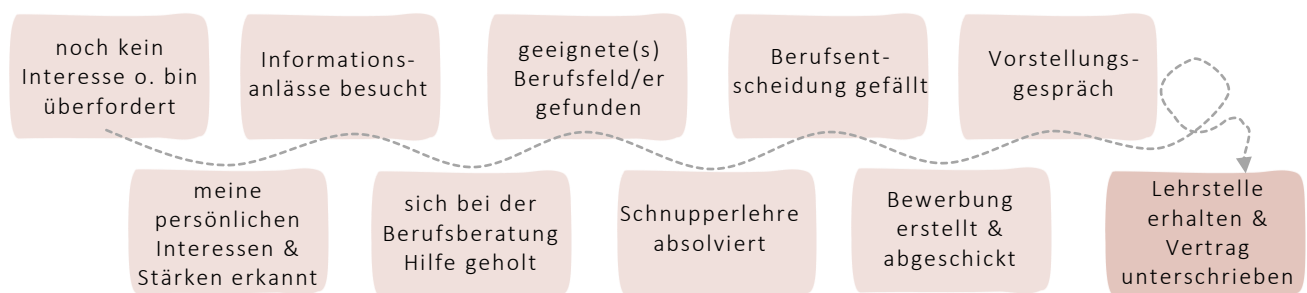 noch kein
Interesse o. bin
überfordert
meine
persönlichen
Interessen &
Stärken erkannt
Informations-
anlässe besucht
sich bei der
Berufsberatung
Hilfe geholt
geeignete(s)
Berufsfeld/er
gefunden
Schnupperlehre
absolviert
Berufsent-
scheidung gefällt
Bewerbung
erstellt &
abgeschickt
Vorstellungs-
gespräch
Lehrstelle
erhalten &
Vertrag
unterschrieben